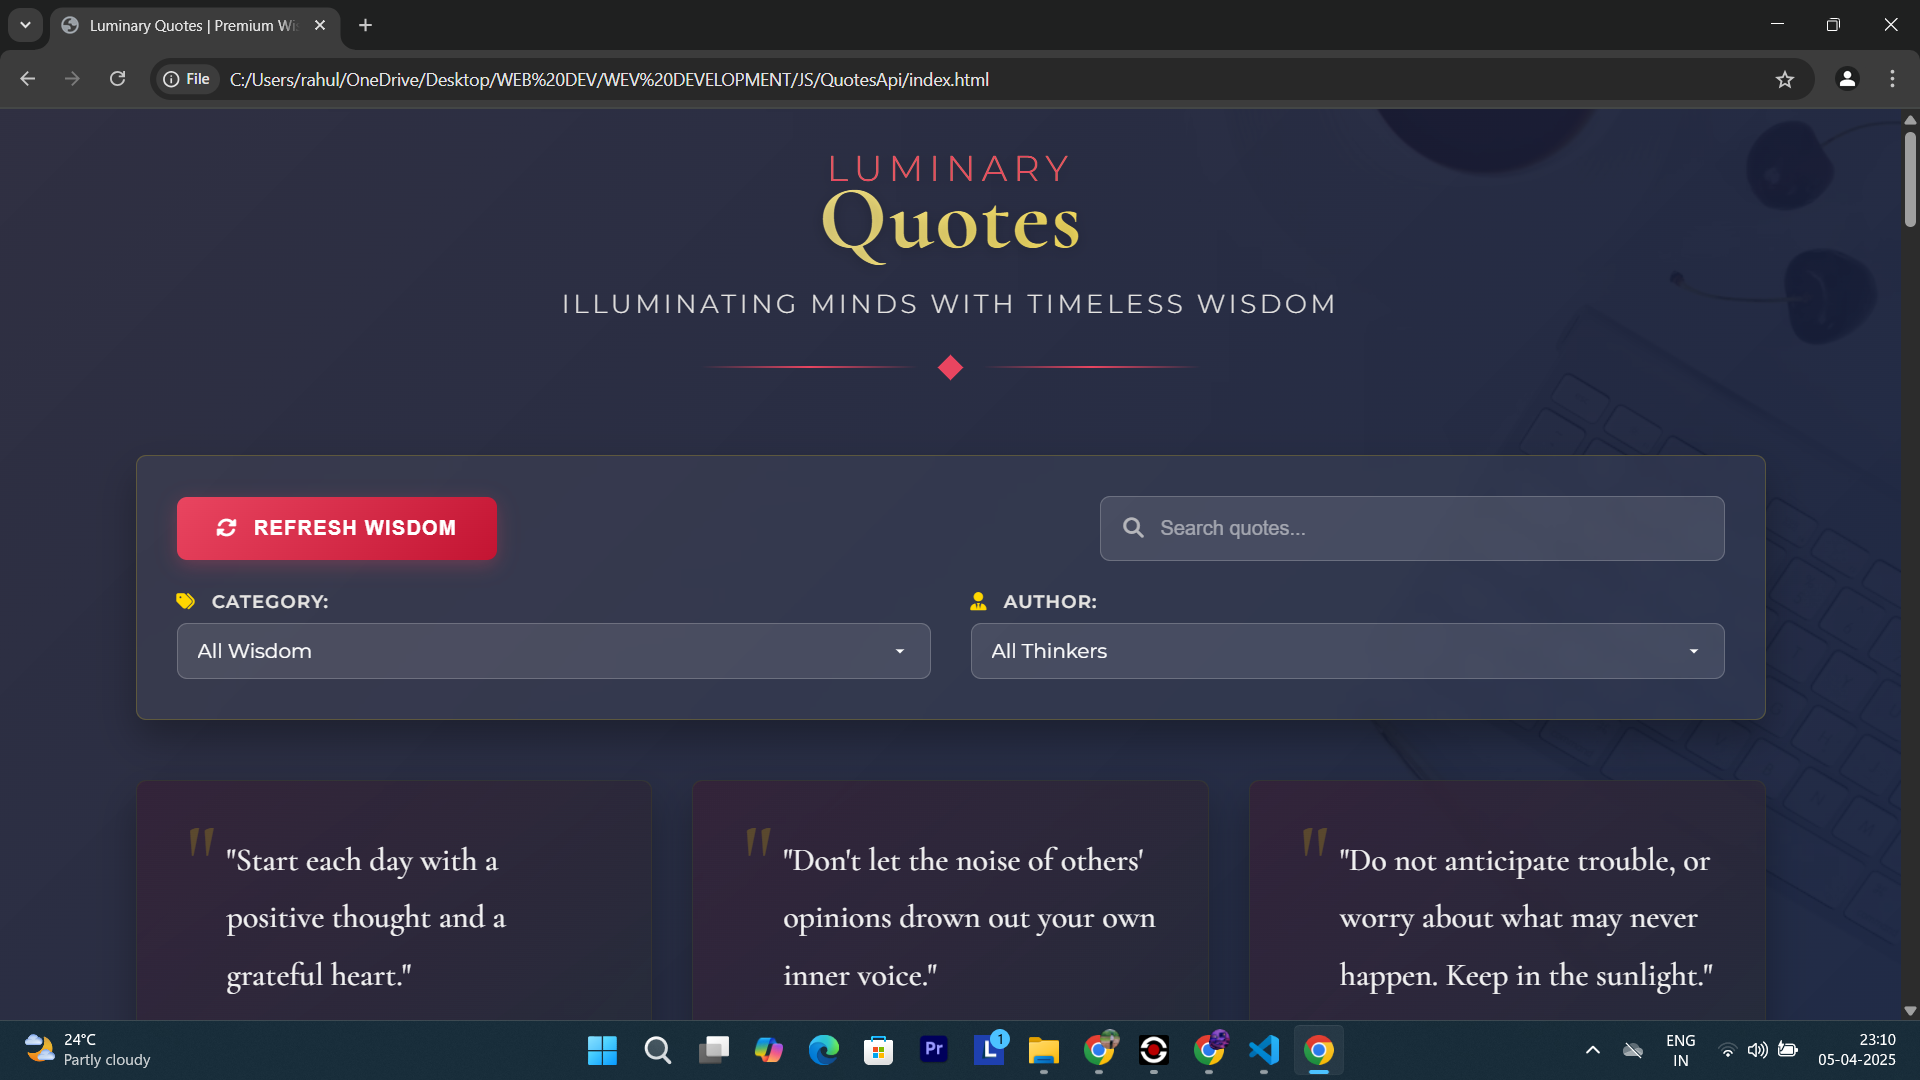 Luminary Quotes | Premium Wi
File
C:/Users/rahul/OneDrive/Desktop/WEB%20DEV/WEV%20DEVELOPMENT/JS/QuotesApi/index.html
LUMINARY
Quotes
ILLUMINATING MINDS WITH TIMELESS WISDOM
REFRESH WISDOM
Search quotes...
CATEGORY:
AUTHOR:
All Wisdom
All Thinkers
"
"Start each day with a
positive thought and a
grateful heart."
"
"Don't let the noise of others'
opinions drown out your own
inner voice."
"
"Do not anticipate trouble, or
worry about what may never
happen. Keep in the sunlight."
24°C
Partly cloudy
Pr
L
1
ENG
IN
23:10
05-04-2025